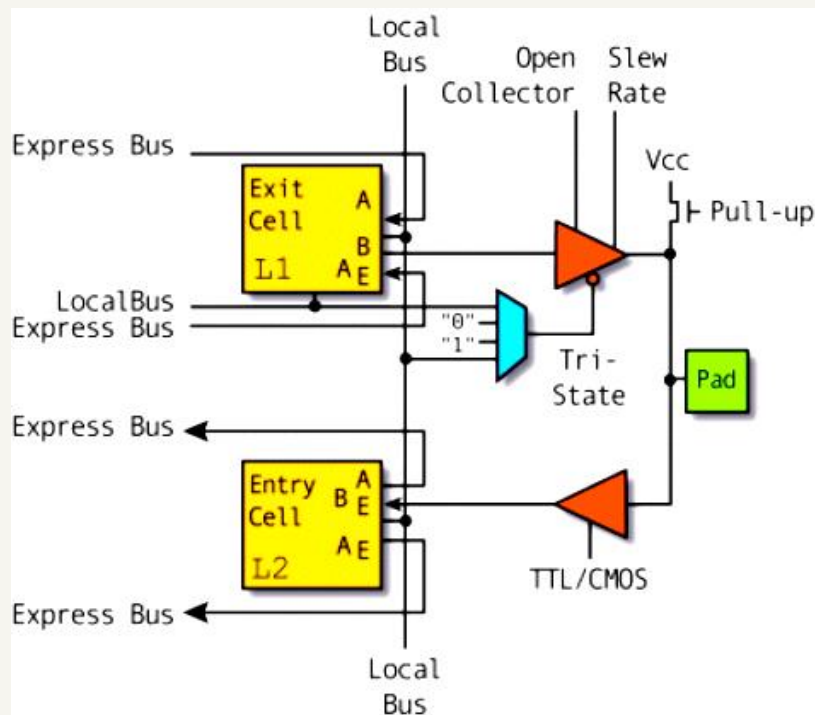 Local
Bus
Open
Collector
Slew
Rate
Express Bus
Vcc
Exit
Cell
A
B
A E
L1
Pull-up
LocalBus
Express Bus
"0"
"1"
Tri-
State
Pad
Express Bus
Entry
Cell
A
B E
A E
L2
TTL/CMOS
Express Bus
Local
Bus